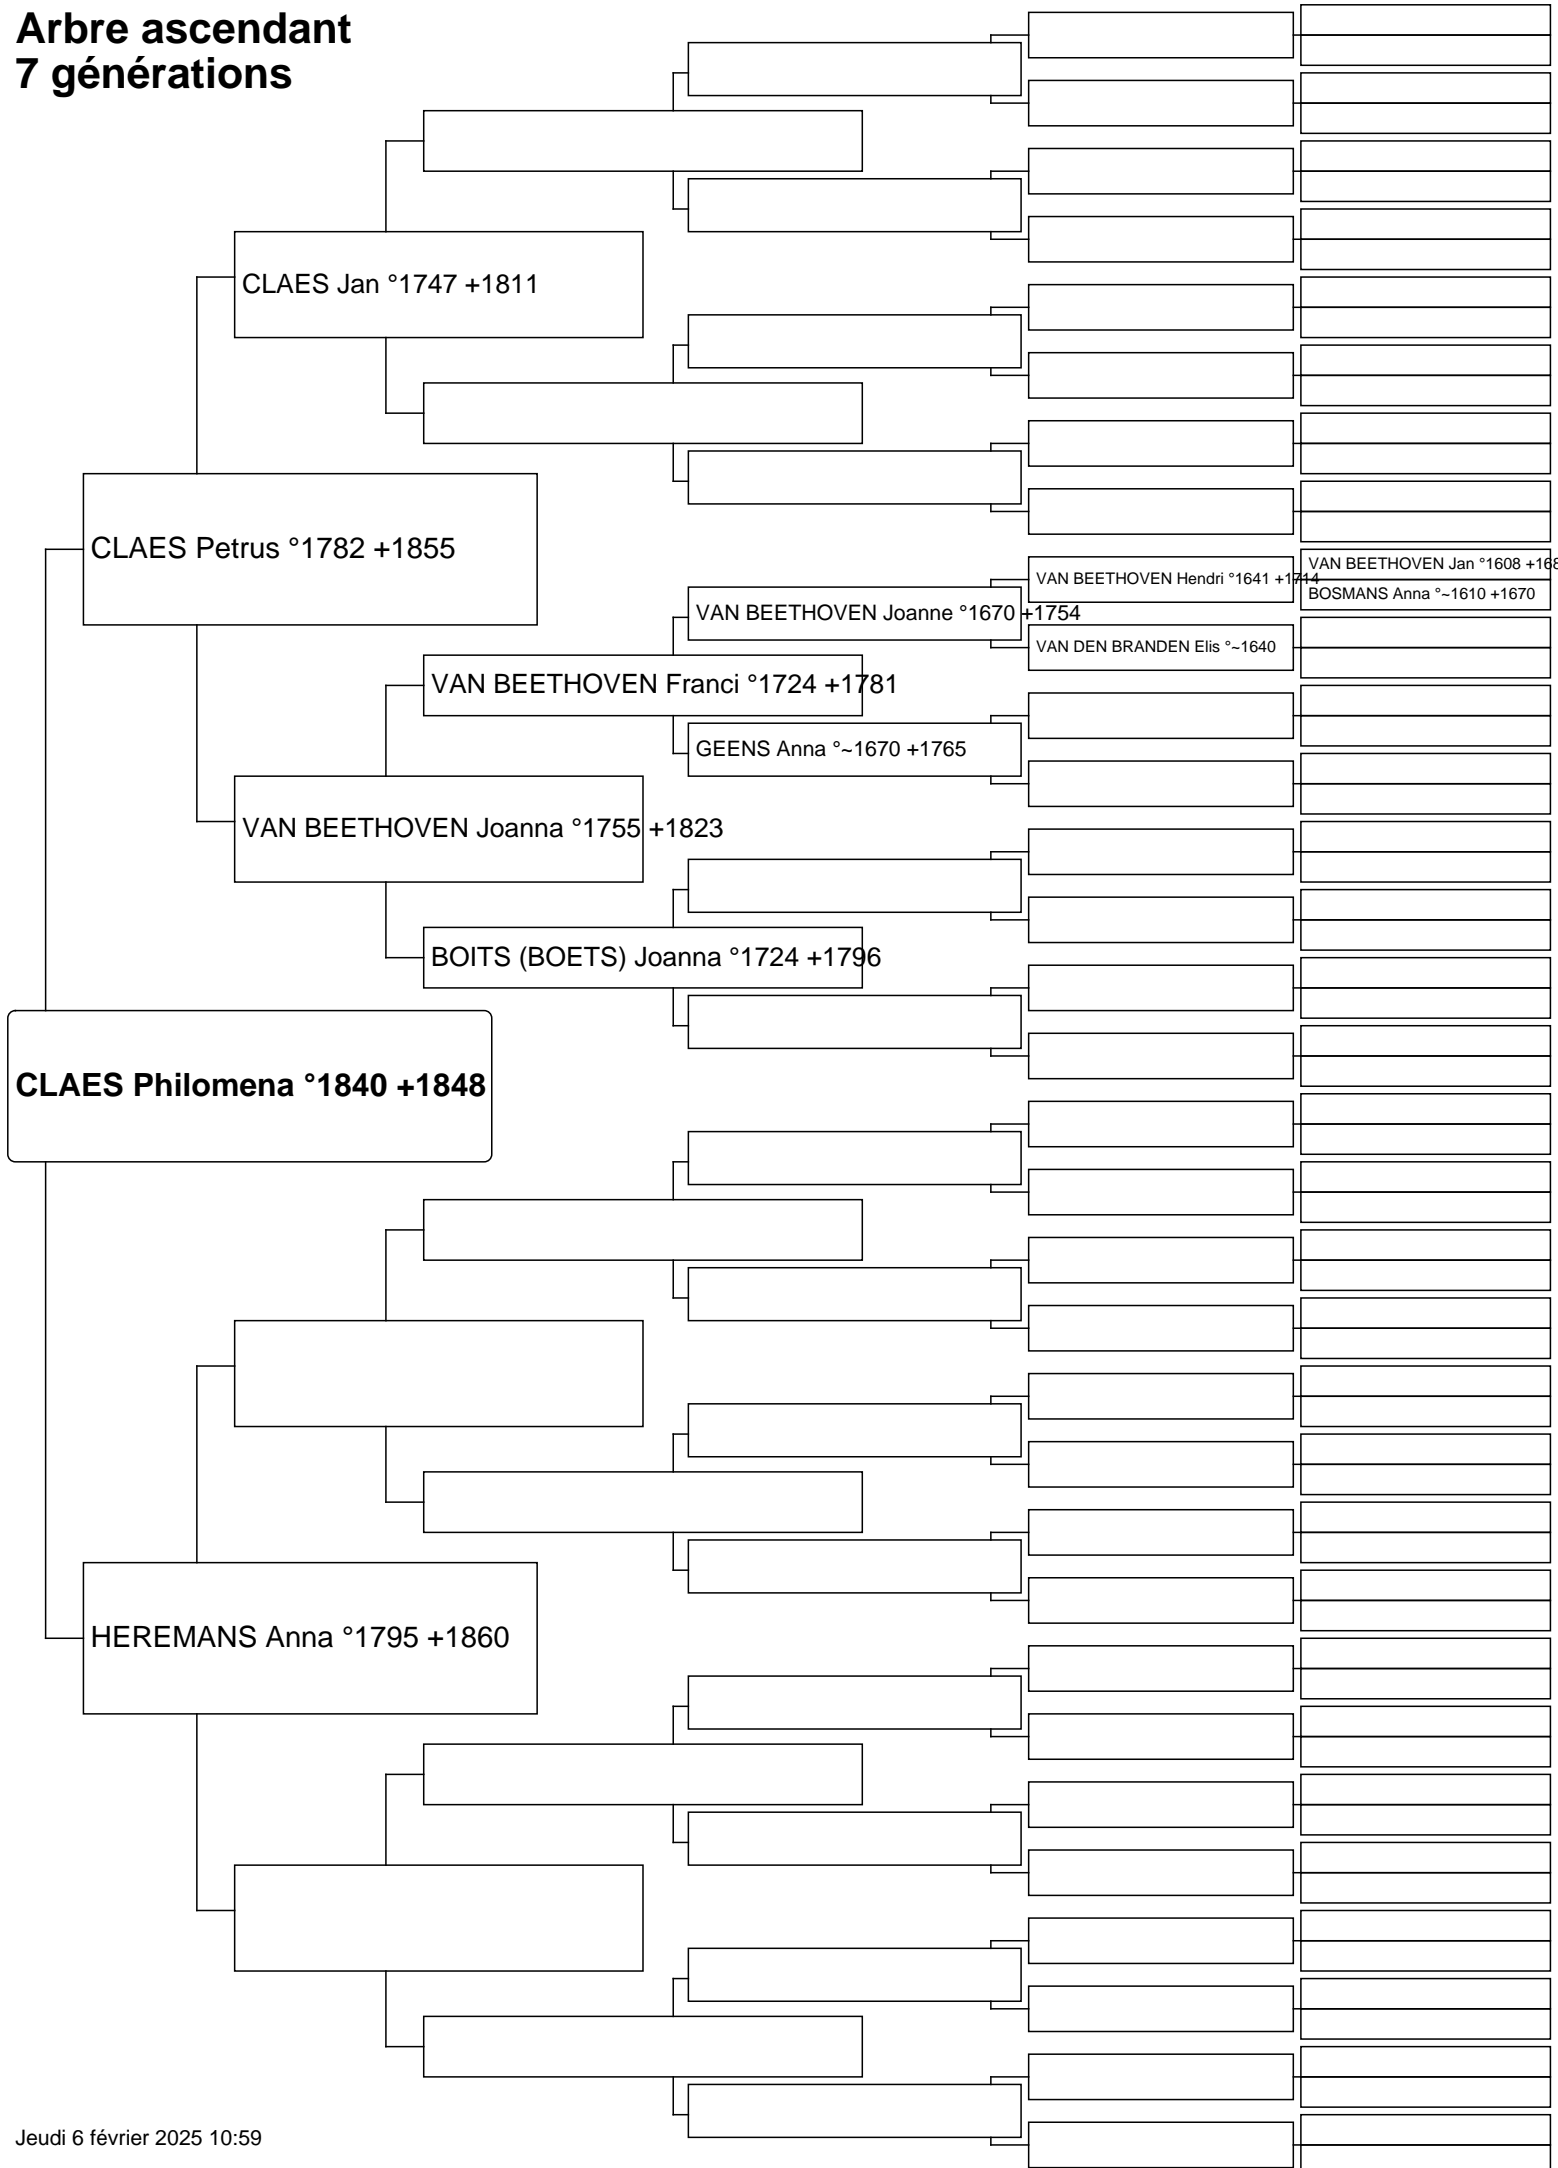 Arbre ascendant
7 générations
CLAES Jan °1747 +1811
CLAES Petrus °1782 +1855
VAN BEETHOVEN Jan °1608 +168
VAN BEETHOVEN Hendri °1641 +1714
BOSMANS Anna °~1610 +1670
VAN BEETHOVEN Joanne °1670 +1754
VAN DEN BRANDEN Elis °~1640
VAN BEETHOVEN Franci °1724 +1781
GEENS Anna °~1670 +1765
VAN BEETHOVEN Joanna °1755 +1823
BOITS (BOETS) Joanna °1724 +1796
CLAES Philomena °1840 +1848
HEREMANS Anna °1795 +1860
Jeudi 6 février 2025 10:59